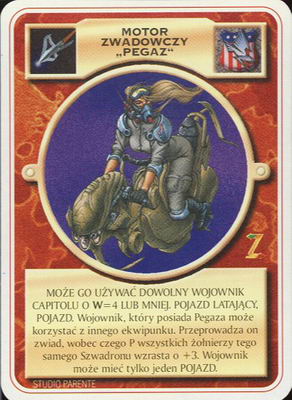 MOTOR
ZWADOWCZY
„PEGAZ"
Z
MOŻE GO UŻYWAĆ DOWOLNY WOJOWNIK
CAPITOLU O W=4 LUB MNIEJ. POJAZD LATAJĄCY,
POJAZD. Wojownik, który posiada Pegaza może
korzystać z innego ekwipunku. Przeprowadza on
zwiad, wobec czego P wszystkich żołnierzy tego
samego Szwadronu wzrasta o +3. Wojownik
może mieć tylko jeden POJAZD.
STUDIO PARENTE